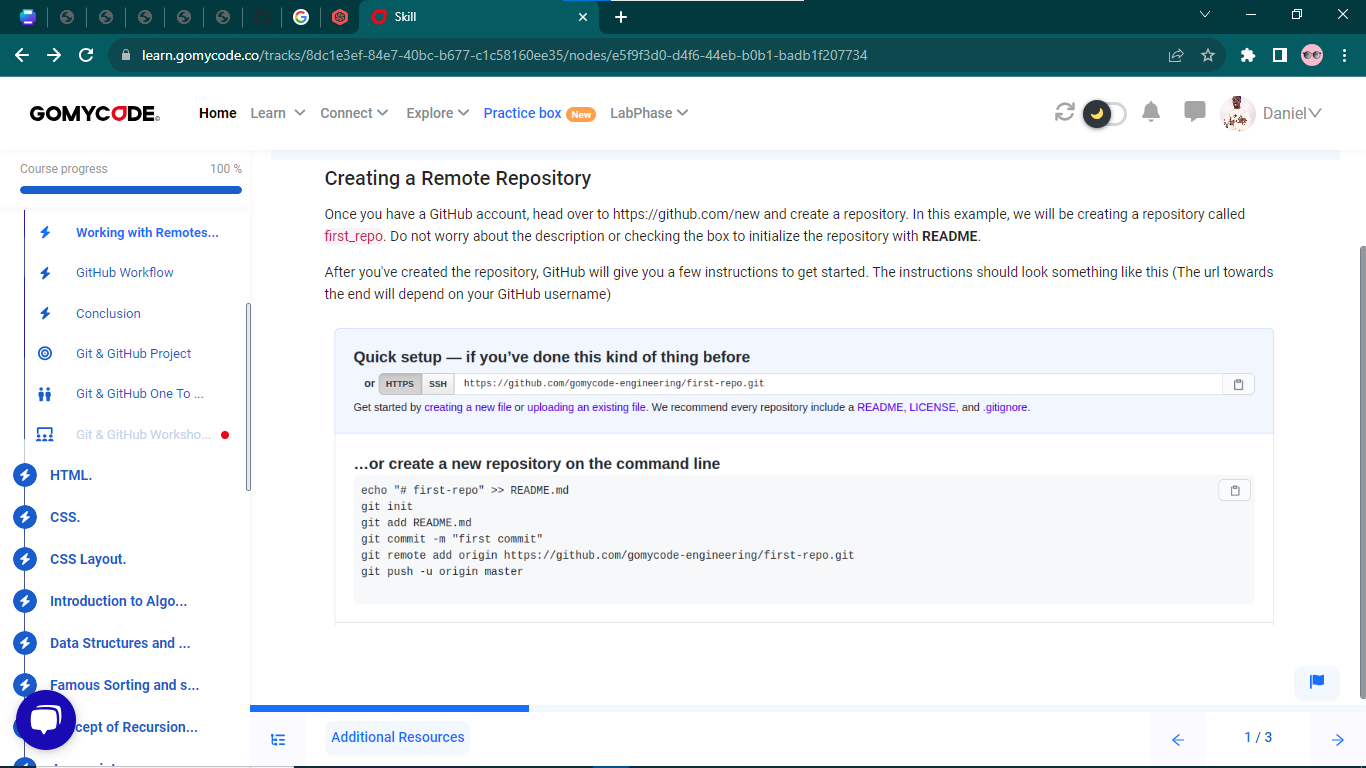 Skill
learn.gomycode.co/tracks/8dc1e3ef-84e7-40bc-b677-c1c58160ee35/nodes/e5f9f3d0-d4f6-44eb-b0b1-badb1f207734
GOMYCODE
Home Learn Connect Explore Practice box New LabPhase Daniel
Course progress 100 %
Working with Remotes...
GitHub Workflow
Conclusion
Git & GitHub Project
Git & GitHub One To ...
Git & GitHub Worksho...
HTML.
CSS.
CSS Layout.
Introduction to Algo...
Data Structures and ...
Famous Sorting and s...
cept of Recursion...
Creating a Remote Repository
Once you have a GitHub account, head over to https://github.com/new and create a repository. In this example, we will be creating a repository called
first_repo. Do not worry about the description or checking the box to initialize the repository with README.
After you've created the repository, GitHub will give you a few instructions to get started. The instructions should look something like this (The url towards
the end will depend on your GitHub username)
Quick setup — if you've done this kind of thing before
or HTTPS SSH https://github.com/gomycode-engineering/first-repo.git
Get started by creating a new file or uploading an existing file. We recommend every repository include a README, LICENSE, and .gitignore.
…or create a new repository on the command line
echo "# first-repo" >> README.md
git init
git add README.md
git commit -m "first commit"
git remote add origin https://github.com/gomycode-engineering/first-repo.git
git push -u origin master
Additional Resources
1 / 3